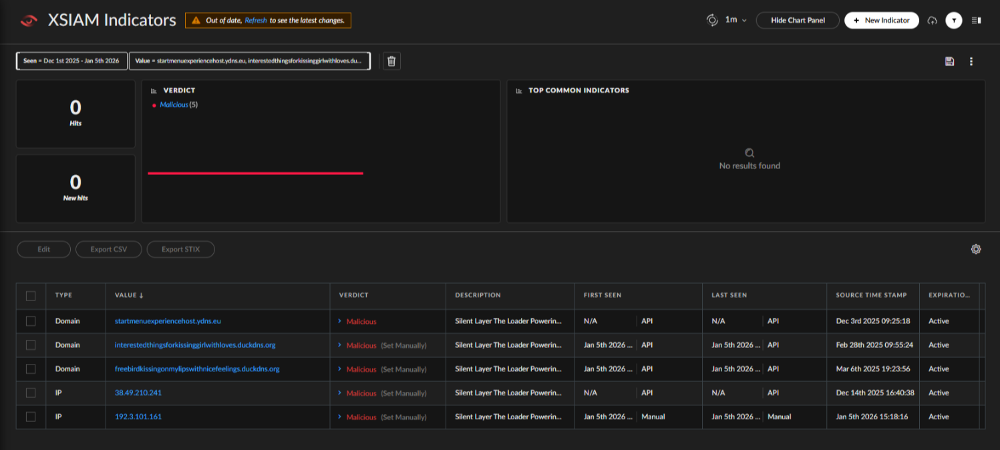 XSIAM Indicators
Out of date, Refresh to see the latest changes.
1m
Hide Chart Panel
+ New Indicator
Seen = Dec 1st 2025 - Jan 5th 2026
Value = startmenuexperiencehost.ydns.eu, interestedthingsforkissinggirlwithloves.du...
0
Hits
VERDICT
Malicious (5)
TOP COMMON INDICATORS
No results found
0
New hits
Edit
Export CSV
Export STIX
TYPE VALUE ↓ VERDICT DESCRIPTION FIRST SEEN LAST SEEN SOURCE TIME STAMP EXPIRATIO...
Domain startmenuexperiencehost.ydns.eu Malicious Silent Layer The Loader Powerin... N/A API N/A API Dec 3rd 2025 09:25:18 Active
Domain interestedthingsforkissinggirlwithloves.duckdns.org Malicious (Set Manually) Silent Layer The Loader Powerin... Jan 5th 2026 ... API Jan 5th 2026 ... API Feb 28th 2025 09:55:24 Active
Domain freebirdkissingonmylipswithnicefeelings.duckdns.org Malicious (Set Manually) Silent Layer The Loader Powerin... Jan 5th 2026 ... API Jan 5th 2026 ... API Mar 6th 2025 19:23:56 Active
IP 38.49.210.241 Malicious (Set Manually) Silent Layer The Loader Powerin... N/A API N/A API Dec 14th 2025 16:40:38 Active
IP 192.3.101.161 Malicious (Set Manually) Silent Layer The Loader Powerin... Jan 5th 2026 ... Manual Jan 5th 2026 ... Manual Jan 5th 2026 15:18:16 Active